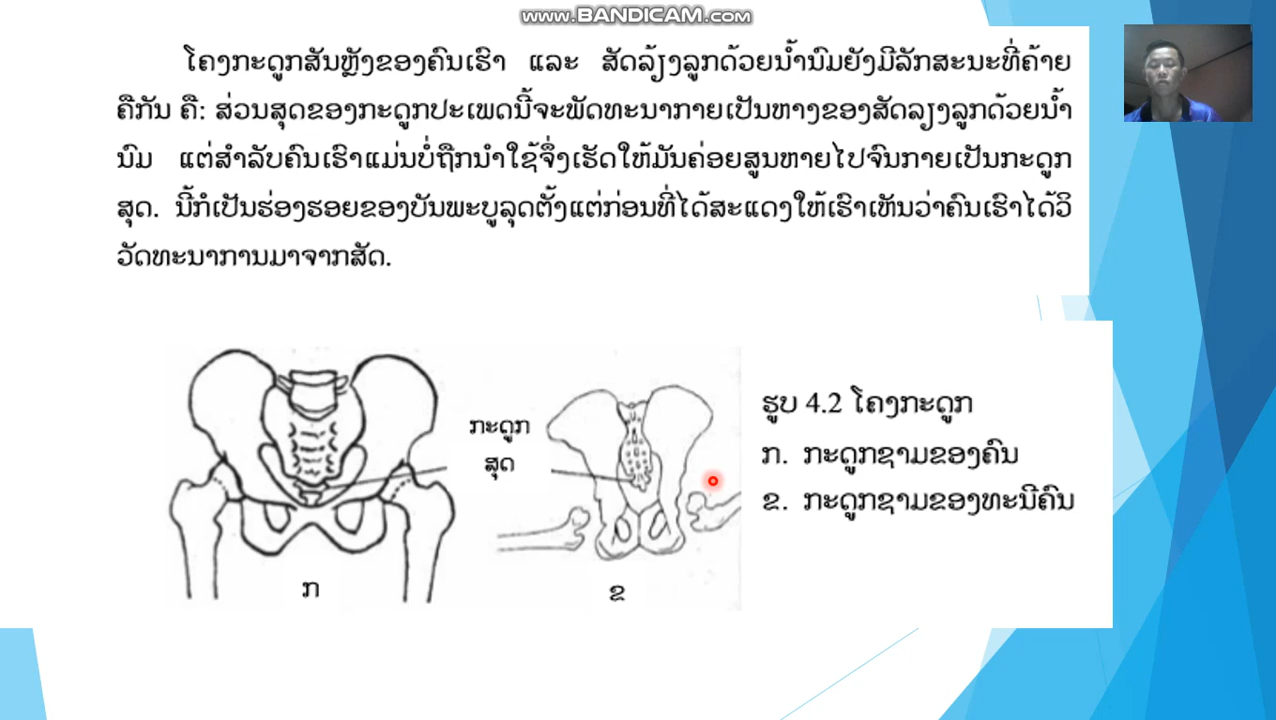 www.BANDICAM.com
ໂຄງກະດູກສັນຫຼັງຂອງຄົນເຮົາ ແລະ ສັດລ້ຽງລູກດ້ວຍນ້ຳນົມຍັງມີລັກສະນະທີ່ຄ້າຍ
ຄືກັນ ຄື: ສ່ວນສຸດຂອງກະດູກປະເພດນີ້ຈະພັດທະນາກາຍເປັນຫາງຂອງສັດລຽງລູກດ້ວຍນ້ຳ
ນົມ ແຕ່ສຳລັບຄົນເຮົາແມ່ນບໍ່ຖືກນຳໃຊ້ຈຶ່ງເຮັດໃຫ້ມັນຄ່ອຍສູນຫາຍໄປຈົນກາຍເປັນກະດູກ
ສຸດ. ນີ້ກໍເປັນຮ່ອງຮອຍຂອງບັນພະບູລຸດຕັ້ງແຕ່ກ່ອນທີ່ໄດ້ສະແດງໃຫ້ເຮົາເຫັນວ່າຄົນເຮົາໄດ້ວິ
ວັດທະນາການມາຈາກສັດ.
ກະດູກ
ສຸດ
ກ
ຂ
ຮູບ 4.2 ໂຄງກະດູກ
ກ. ກະດູກຊາມຂອງຄົນ
ຂ. ກະດູກຊາມຂອງທະນີຄົນ